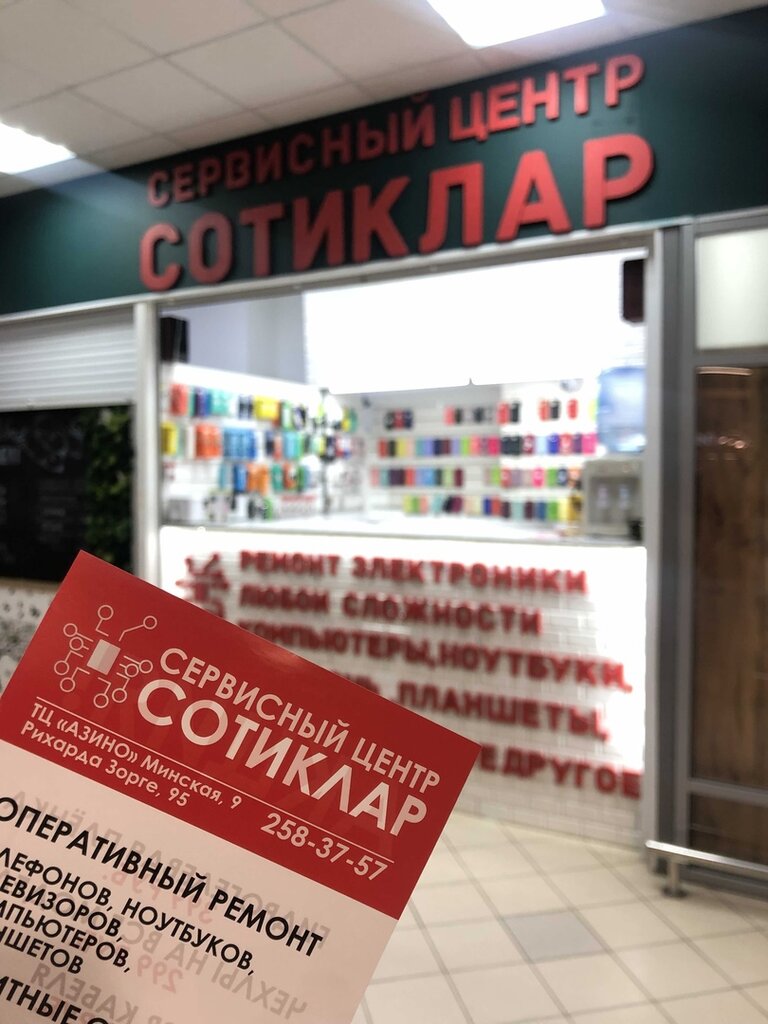 СЕРВИСНЫЙ ЦЕНТР
СОТИКЛАР
РЕМОНТ ЭЛЕКТРОНИКИ
ЛЮБОЙ СЛОЖНОСТИ
КОМПЬЮТЕРЫ, НОУТБУКИ,
ПЛАНШЕТЫ,
ЕДРУГОЕ
СЕРВИСНЫЙ ЦЕНТР
СОТИКЛАР
ТЦ «АЗИНО» Минская, 9
Рихарда Зорге, 95
258-37-57
ОПЕРАТИВНЫЙ РЕМОНТ
ЛЕФОНОВ, НОУТБУКОВ,
ЕВИЗОРОВ,
МПЬЮТЕРОВ,
НШЕТОВ